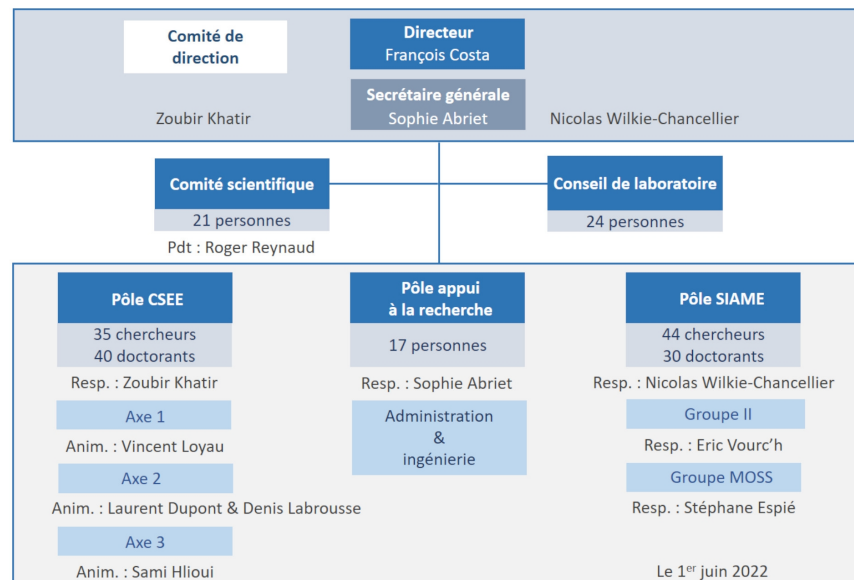 Comité de
direction
Directeur
François Costa
Secrétaire générale
Sophie Abriet
Zoubir Khatir
Nicolas Wilkie-Chancellier
Comité scientifique
21 personnes
Pdt : Roger Reynaud
Conseil de laboratoire
24 personnes
Pôle CSEE
35 chercheurs
40 doctorants
Resp. : Zoubir Khatir
Axe 1
Anim. : Vincent Loyau
Axe 2
Anim. : Laurent Dupont & Denis Labrousse
Axe 3
Anim. : Sami Hlioui
Pôle appui
à la recherche
17 personnes
Resp. : Sophie Abriet
Administration
&
ingénierie
Pôle SIAME
44 chercheurs
30 doctorants
Resp. : Nicolas Wilkie-Chancellier
Groupe II
Resp. : Eric Vourc’h
Groupe MOSS
Resp. : Stéphane Espié
Le 1er juin 2022